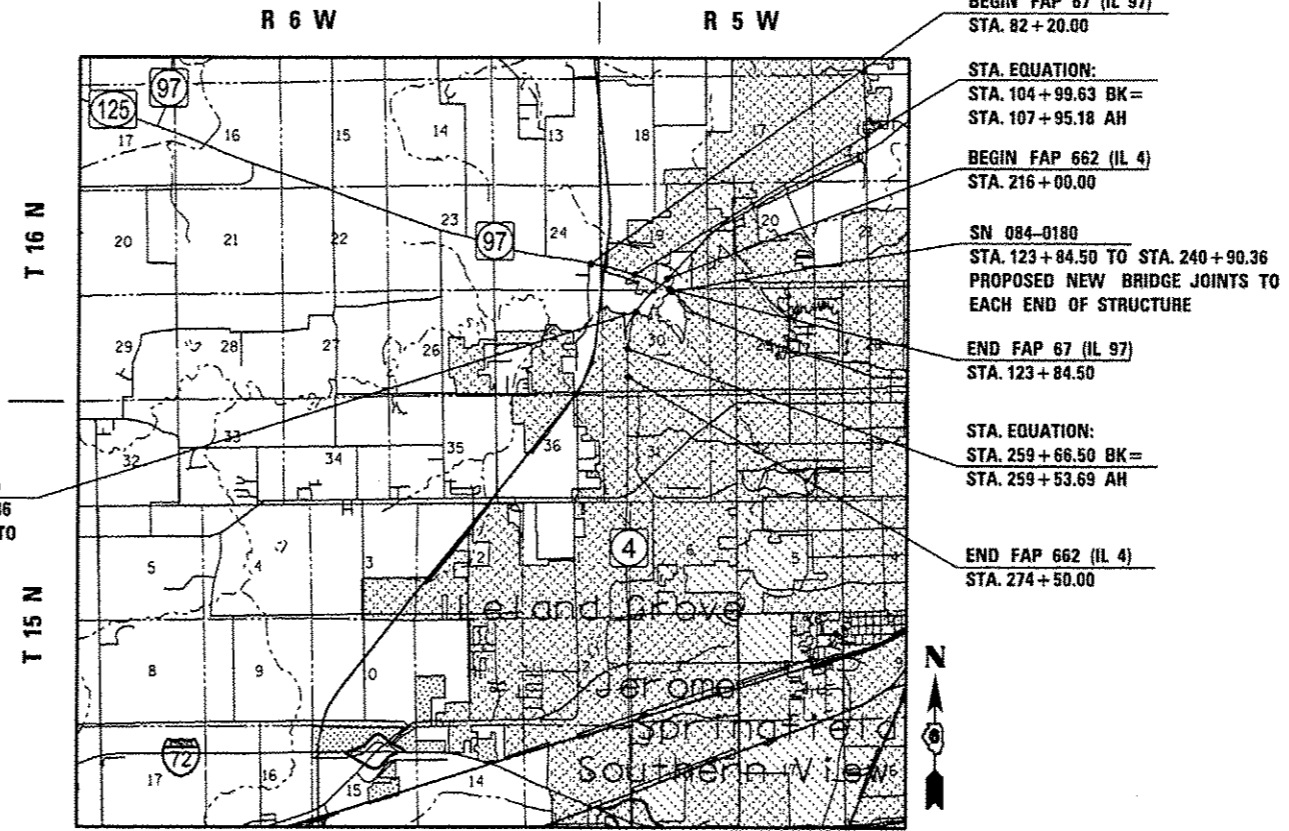 R 6 W
R 5 W
BEGIN FAP 67 (IL 97)
STA. 82+20.00
STA. EQUATION:
STA. 104+99.63 BK=
STA. 107+95.18 AH
BEGIN FAP 662 (IL 4)
STA. 216+00.00
SN 084-0180
STA. 123+84.50 TO STA. 240+90.36
PROPOSED NEW BRIDGE JOINTS TO
EACH END OF STRUCTURE
END FAP 67 (IL 97)
STA. 123+84.50
STA. EQUATION:
STA. 259+66.50 BK=
STA. 259+53.69 AH
END FAP 662 (IL 4)
STA. 274+50.00
T 16 N
T 15 N
97
125
17 16 15 14 13 18 17
20 21 22 23 24 19 20
97
29 28 27 26 30
32 33 34 35 36 31
5 4 3 2 6 5
4
Leland Grove
8 9
Jerome
Springfield
Southern View
72
17 16 15 14
N
6
36
TO